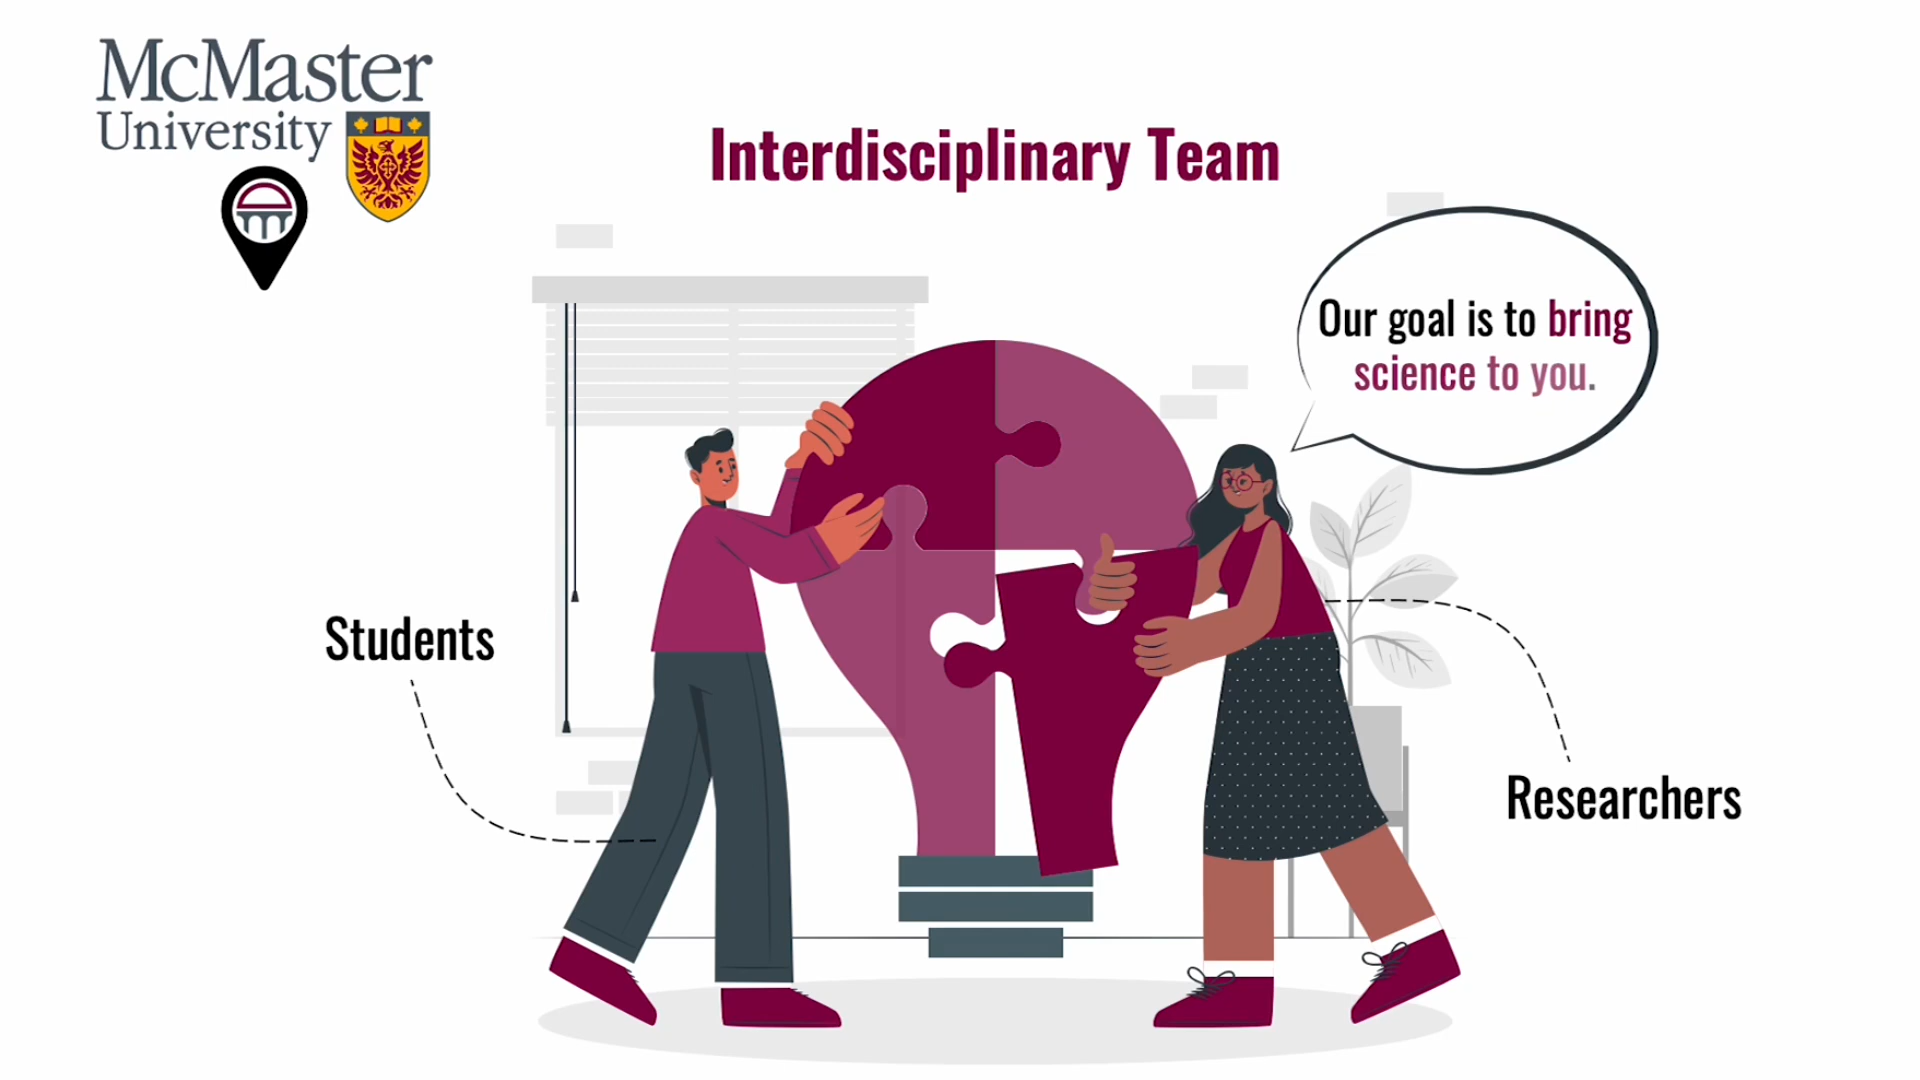 McMaster
University
Interdisciplinary Team
Our goal is to bring
science to you.
Students
Researchers